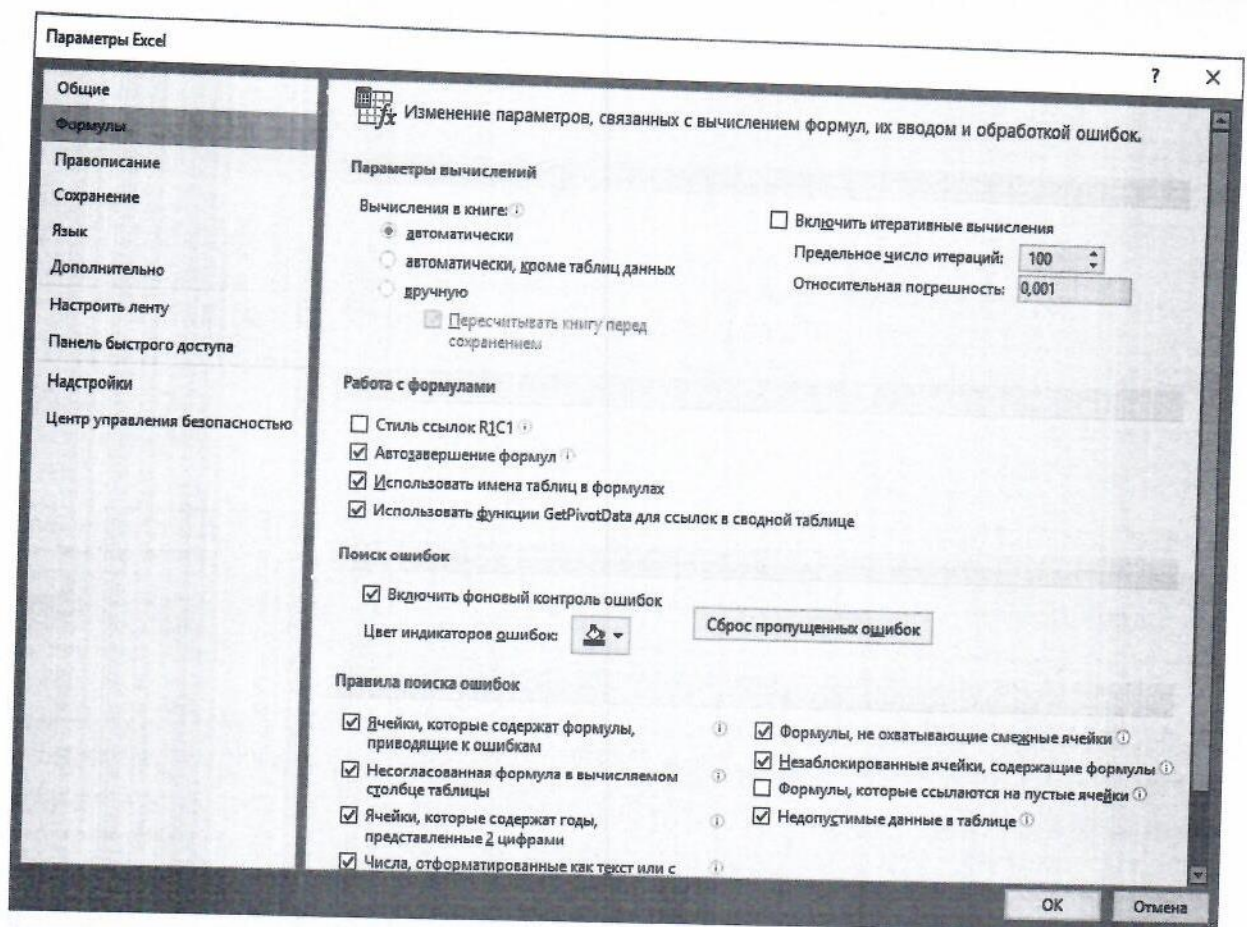 Параметры Excel
?
Общие
Формулы
Правописание
Сохранение
Язык
Дополнительно
Настроить ленту
Панель быстрого доступа
Надстройки
Центр управления безопасностью
fx Изменение параметров, связанных с вычислением формул, их вводом и обработкой ошибок.
Параметры вычислений
Вычисления в книге:
автоматически
автоматически, кроме таблиц данных
вручную
Пересчитывать книгу перед
сохранением
Включить итеративные вычисления
Предельное число итераций: 100
Относительная погрешность: 0,001
Работа с формулами
Стиль ссылок R1C1
Автозавершение формул
Использовать имена таблиц в формулах
Использовать функции GetPivotData для ссылок в сводной таблице
Поиск ошибок
Включить фоновый контроль ошибок
Цвет индикаторов ошибок:
Сброс пропущенных ошибок
Правила поиска ошибок
Ячейки, которые содержат формулы,
приводящие к ошибкам
Несогласованная формула в вычисляемом
столбце таблицы
Ячейки, которые содержат годы,
представленные 2 цифрами
Числа, отформатированные как текст или с
Формулы, не охватывающие смежные ячейки
Незаблокированные ячейки, содержащие формулы
Формулы, которые ссылаются на пустые ячейки
Недопустимые данные в таблице
ОК
Отмена